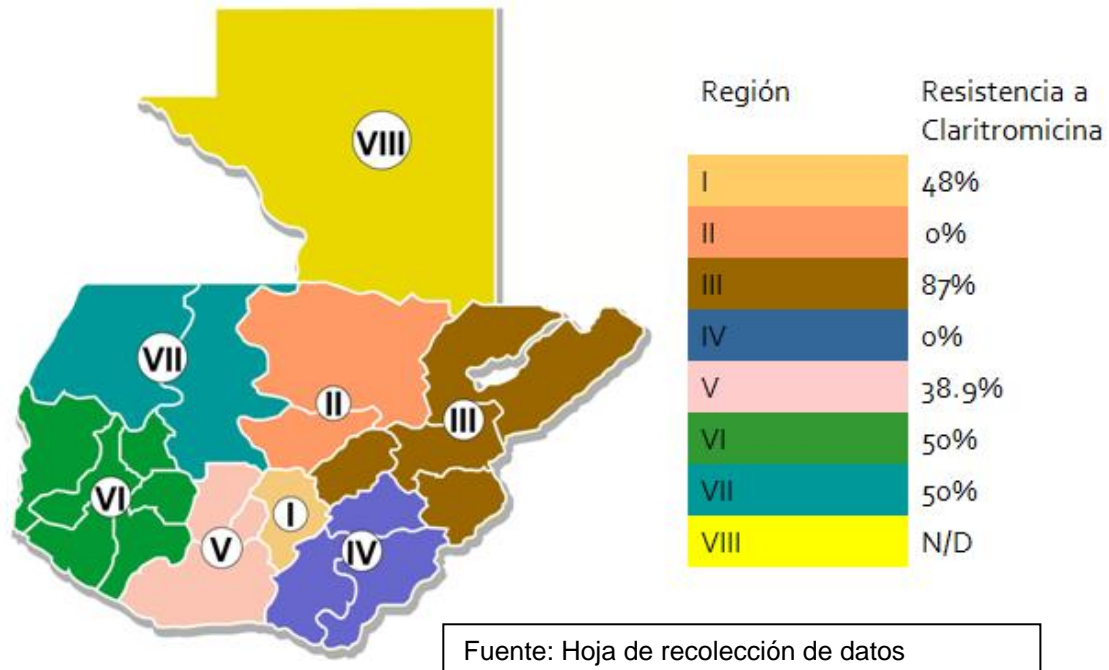 Región Resistencia a
Claritromicina
I 48%
II 0%
III 87%
IV 0%
V 38.9%
VI 50%
VII 50%
VIII N/D
VIII
VII
II
III
VI
I
V
IV
Fuente: Hoja de recolección de datos